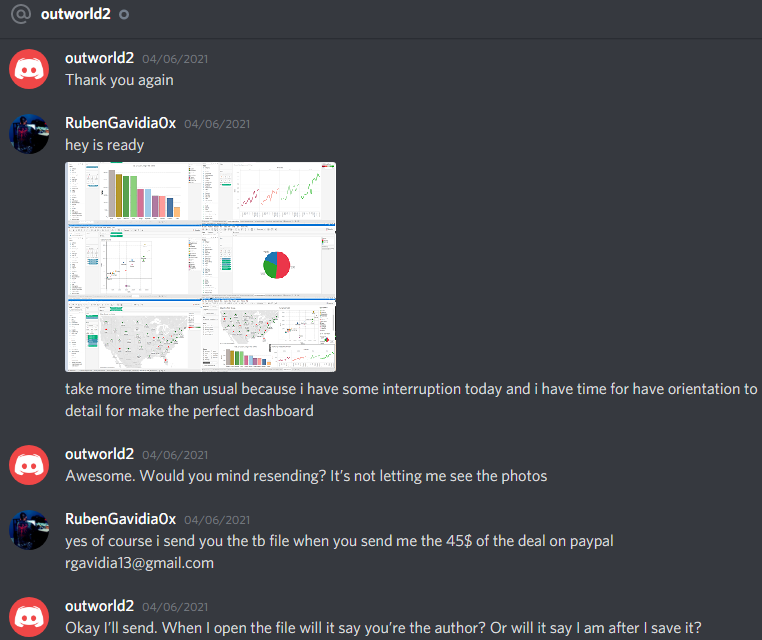 @ outworld2
outworld2 04/06/2021
Thank you again
RubenGavidia0x 04/06/2021
hey is ready
take more time than usual because i have some interruption today and i have time for have orientation to
detail for make the perfect dashboard
outworld2 04/06/2021
Awesome. Would you mind resending? It's not letting me see the photos
RubenGavidia0x 04/06/2021
yes of course i send you the tb file when you send me the 45$ of the deal on paypal
rgavidia13@gmail.com
outworld2 04/06/2021
Okay I'll send. When I open the file will it say you're the author? Or will it say I am after I save it?